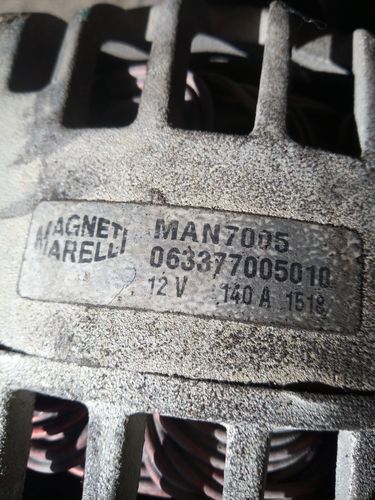 MAGNETI
MARELLI
MAN7005
063377005010
12 V 140 A 1518